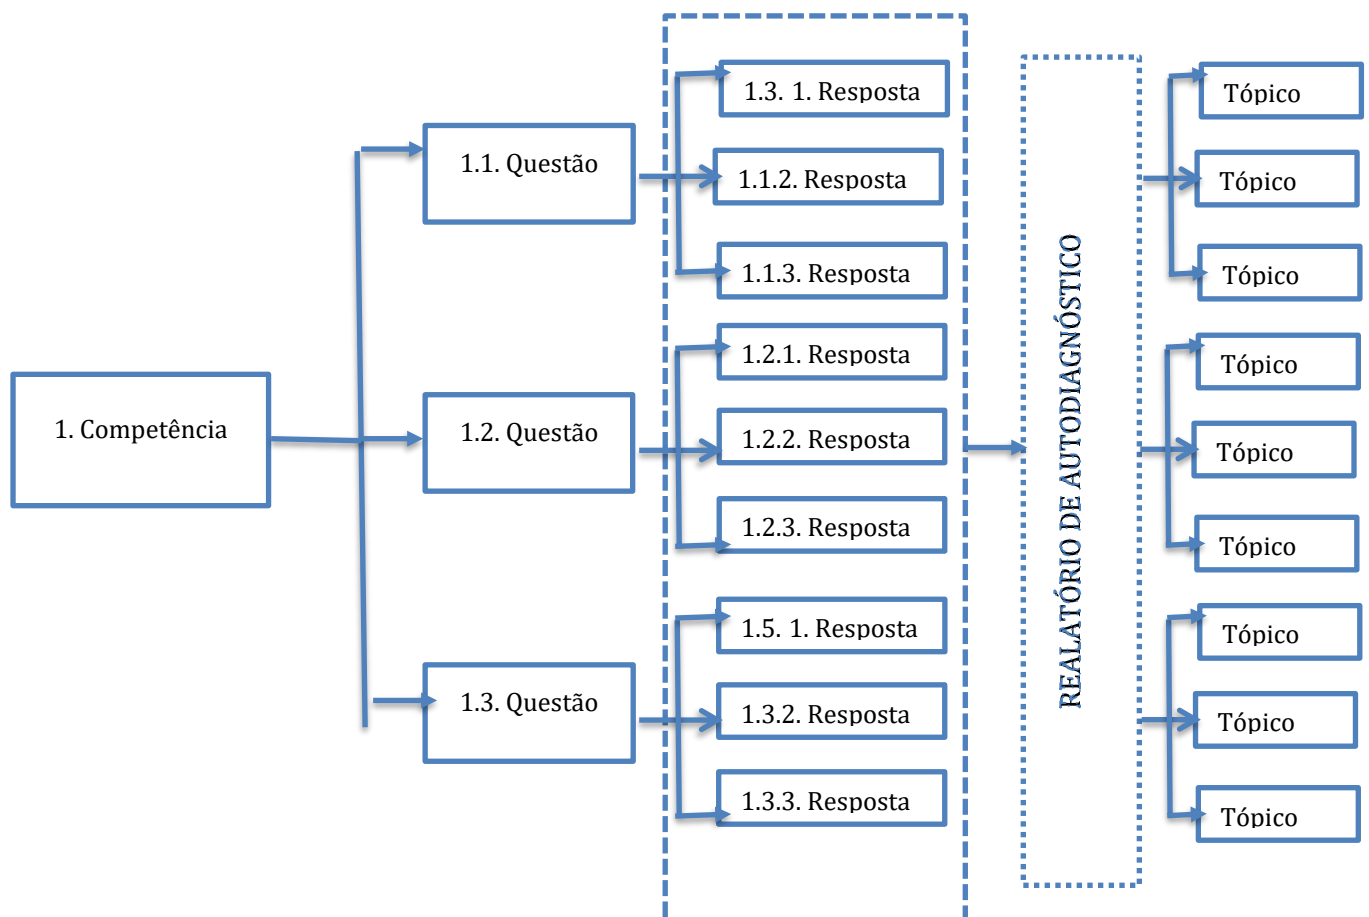 1. Competência
1.1. Questão
1.2. Questão
1.3. Questão
1.3. 1. Resposta
1.1.2. Resposta
1.1.3. Resposta
1.2.1. Resposta
1.2.2. Resposta
1.2.3. Resposta
1.5. 1. Resposta
1.3.2. Resposta
1.3.3. Resposta
REALATÓRIO DE AUTODIAGNÓSTICO
Tópico
Tópico
Tópico
Tópico
Tópico
Tópico
Tópico
Tópico
Tópico